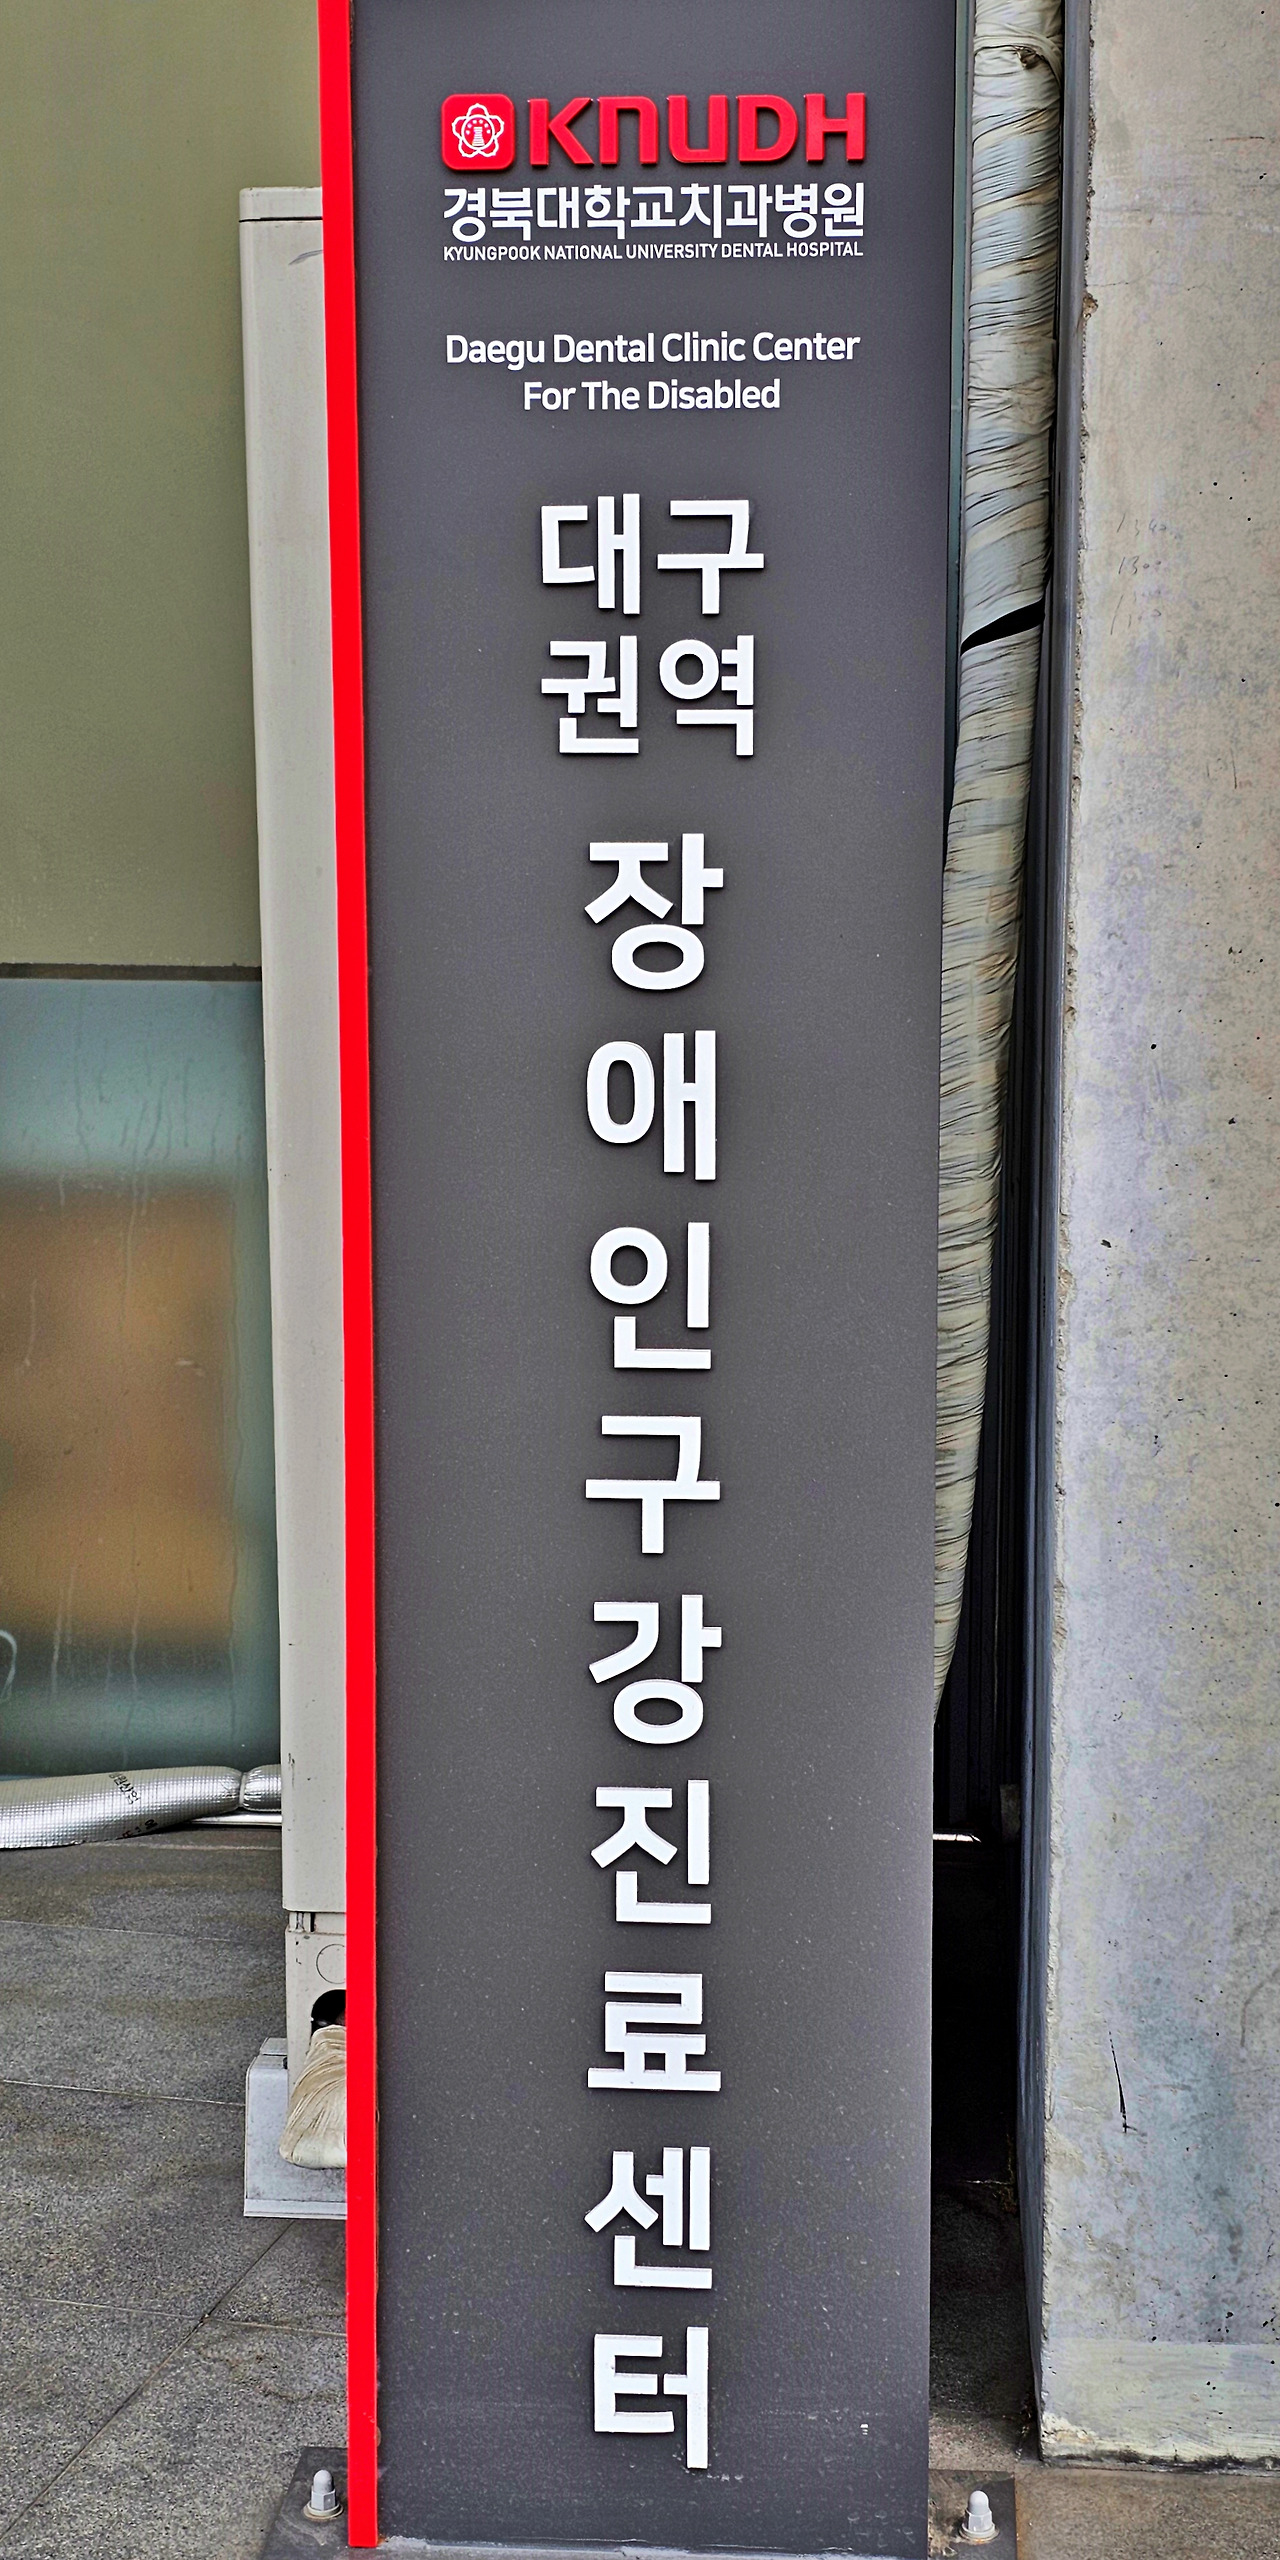 KNUDH
경북대학교치과병원
KYUNGPOOK NATIONAL UNIVERSITY DENTAL HOSPITAL
Daegu Dental Clinic Center
For The Disabled
대구
권역
장
애
인
구
강
진
료
센
터